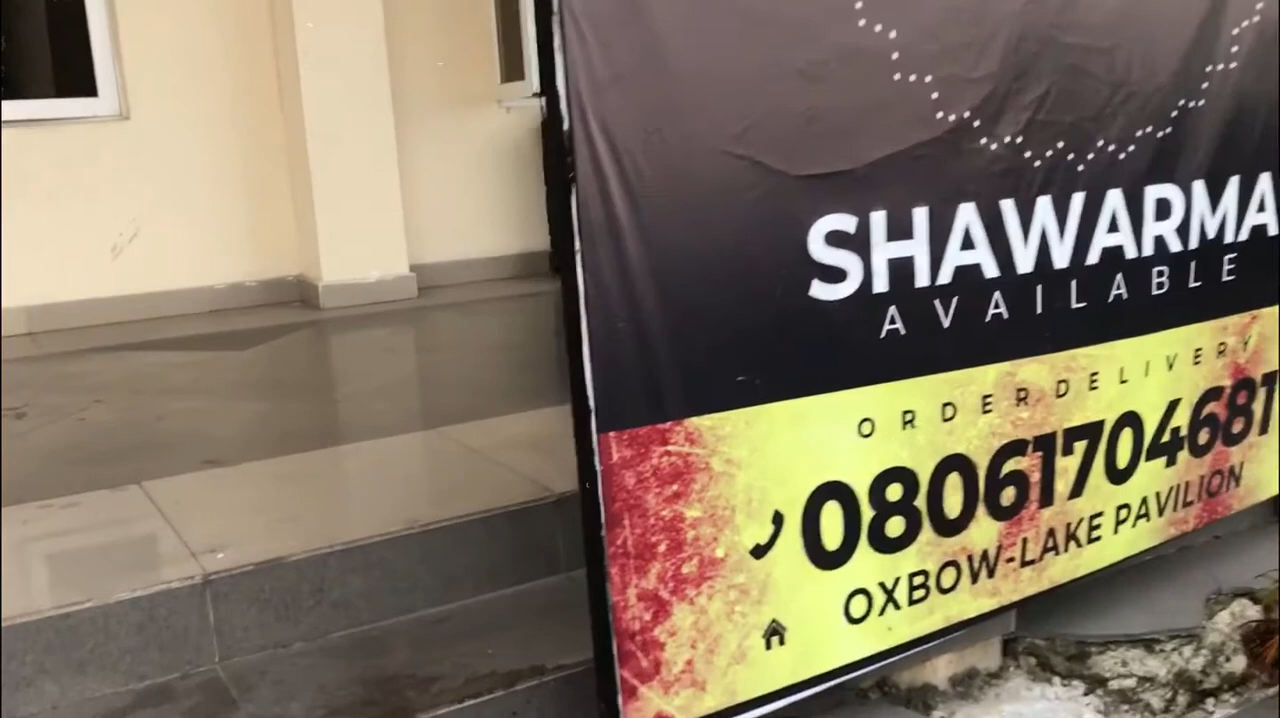 SHAWARMA
AVAILABLE
ORDER DELIVERY
08061704681
OXBOW-LAKE PAVILION